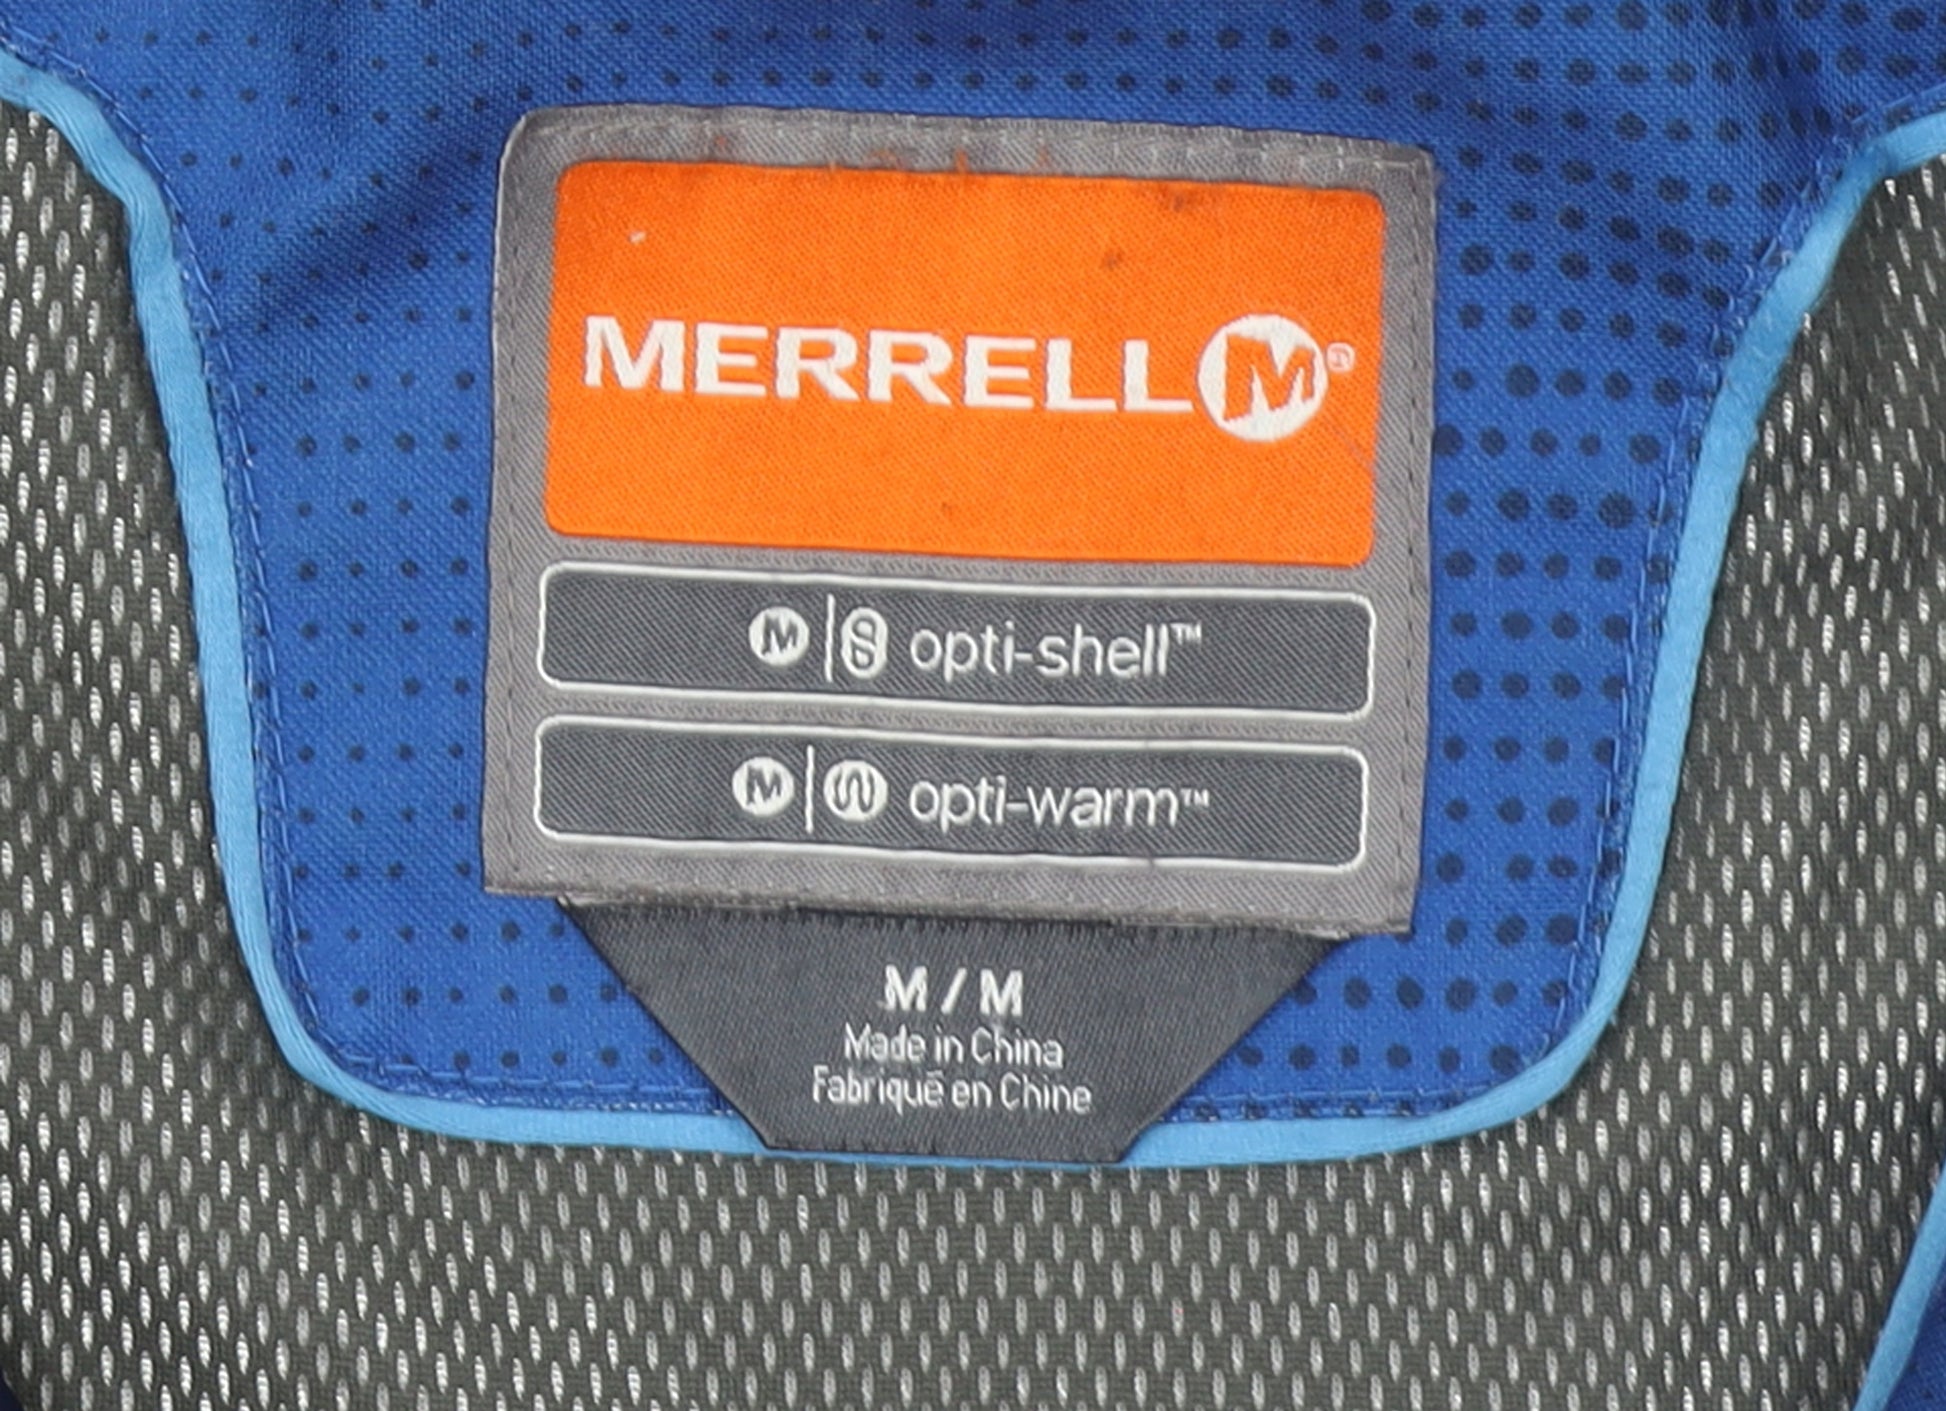 MERRELL M®
M | opti-shell™
M | opti-warm™
M / M
Made in China
Fabriqué en Chine